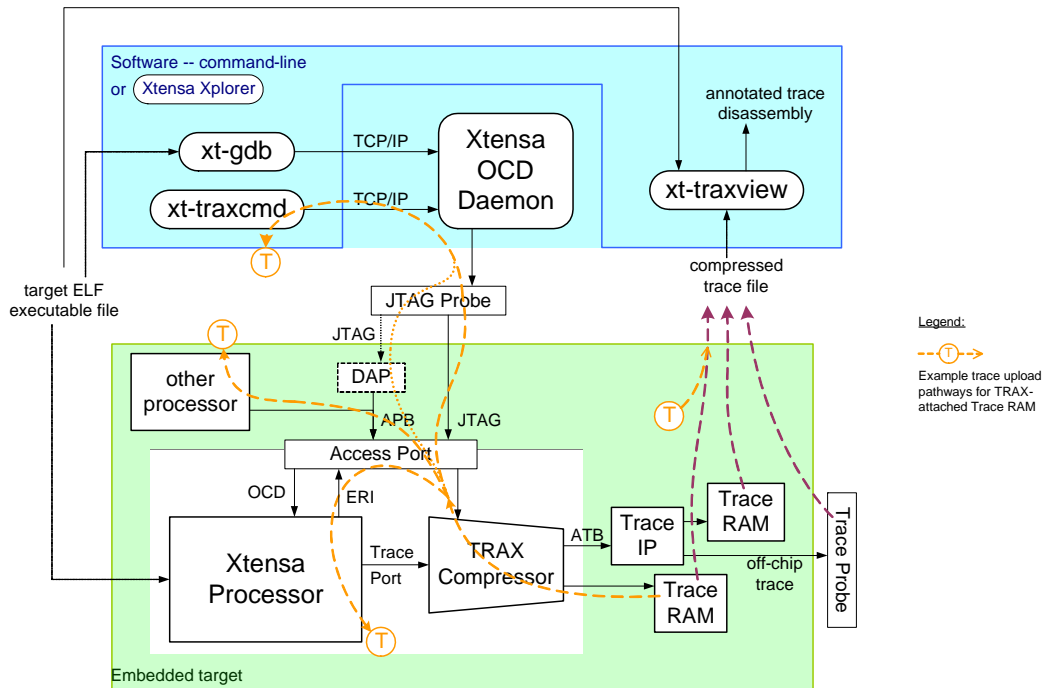 Software -- command-line
or Xtensa Xplorer
annotated trace
disassembly
xt-gdb
TCP/IP
Xtensa
OCD
Daemon
xt-traxcmd
TCP/IP
xt-traxview
T
target ELF
executable file
compressed
trace file
JTAG Probe
Legend:
T
Example trace upload
pathways for TRAX-
attached Trace RAM
T
JTAG
other
processor
DAP
T
APB
JTAG
Access Port
OCD
ERI
Trace
RAM
Trace
IP
ATB
Trace Probe
Xtensa
Processor
Trace
Port
TRAX
Compressor
off-chip
trace
Trace
RAM
T
Embedded target